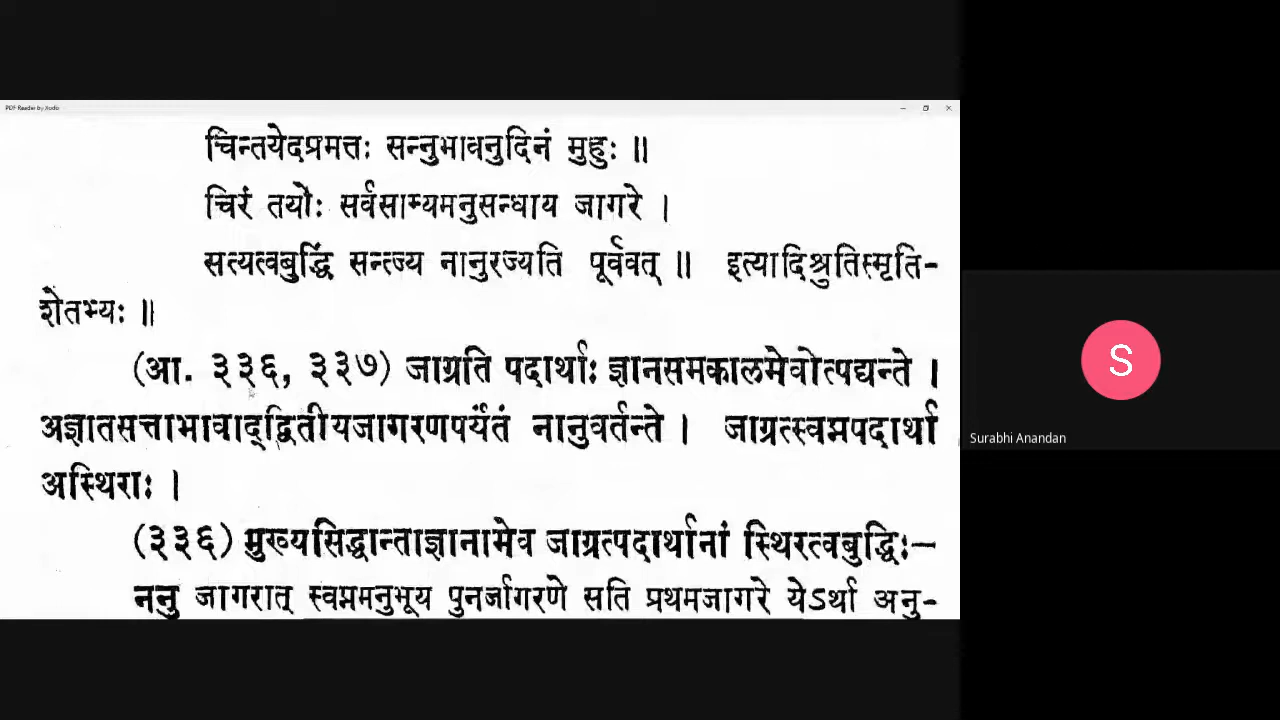 PDF Reader by Xodo
चिन्तयेदप्रमत्तः सन्नुभावनुदिनं मुहुः ॥
चिरं तयोः सर्वसाम्यमनुसन्धाय जागरे ।
सत्यत्वबुद्धिं सन्त्यज्य नानुरज्यति पूर्ववत् ॥ इत्यादिश्रुतिस्मृति-
शेतभ्यः ॥
(आ. ३३६, ३३७) जाग्रति पदार्थाः ज्ञानसमकालमेवोत्पद्यन्ते ।
अज्ञातसत्ताभावाद्द्वितीयजागरणपर्यंतं नानुवर्तन्ते । जाग्रत्स्वप्नपदार्था
अस्थिराः ।
(३३६) मुख्यसिद्धान्ताज्ञानामेव जाग्रत्पदार्थानां स्थिरत्वबुद्धिः—
ननु जागरात् स्वप्नमनुभूय पुनर्जागरणे सति प्रथमजागरे येऽर्था अनु-
S
Surabhi Anandan